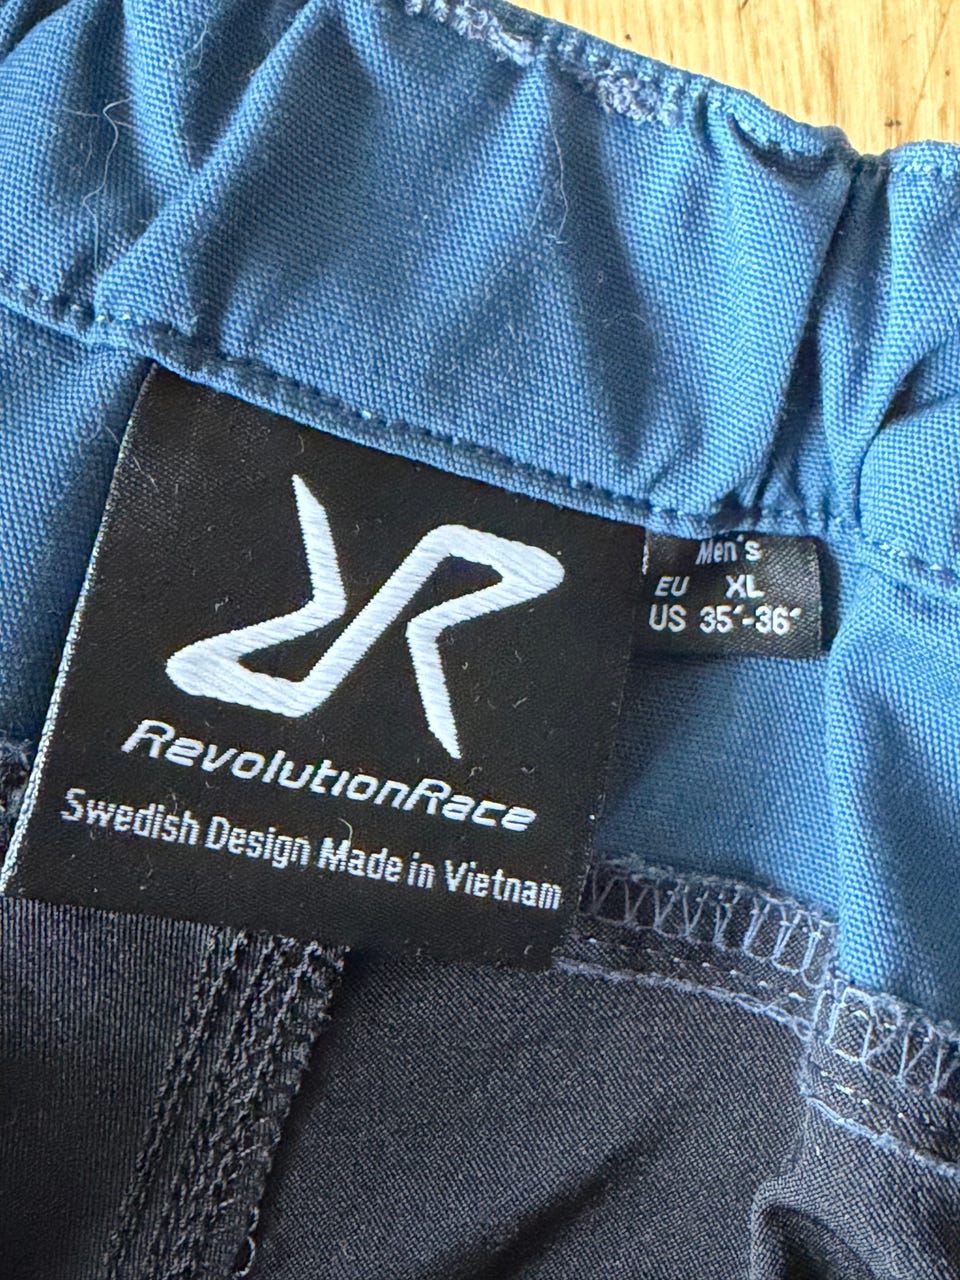 RevolutionRace
Swedish Design Made in Vietnam
Men's
EU XL
US 35´-36´